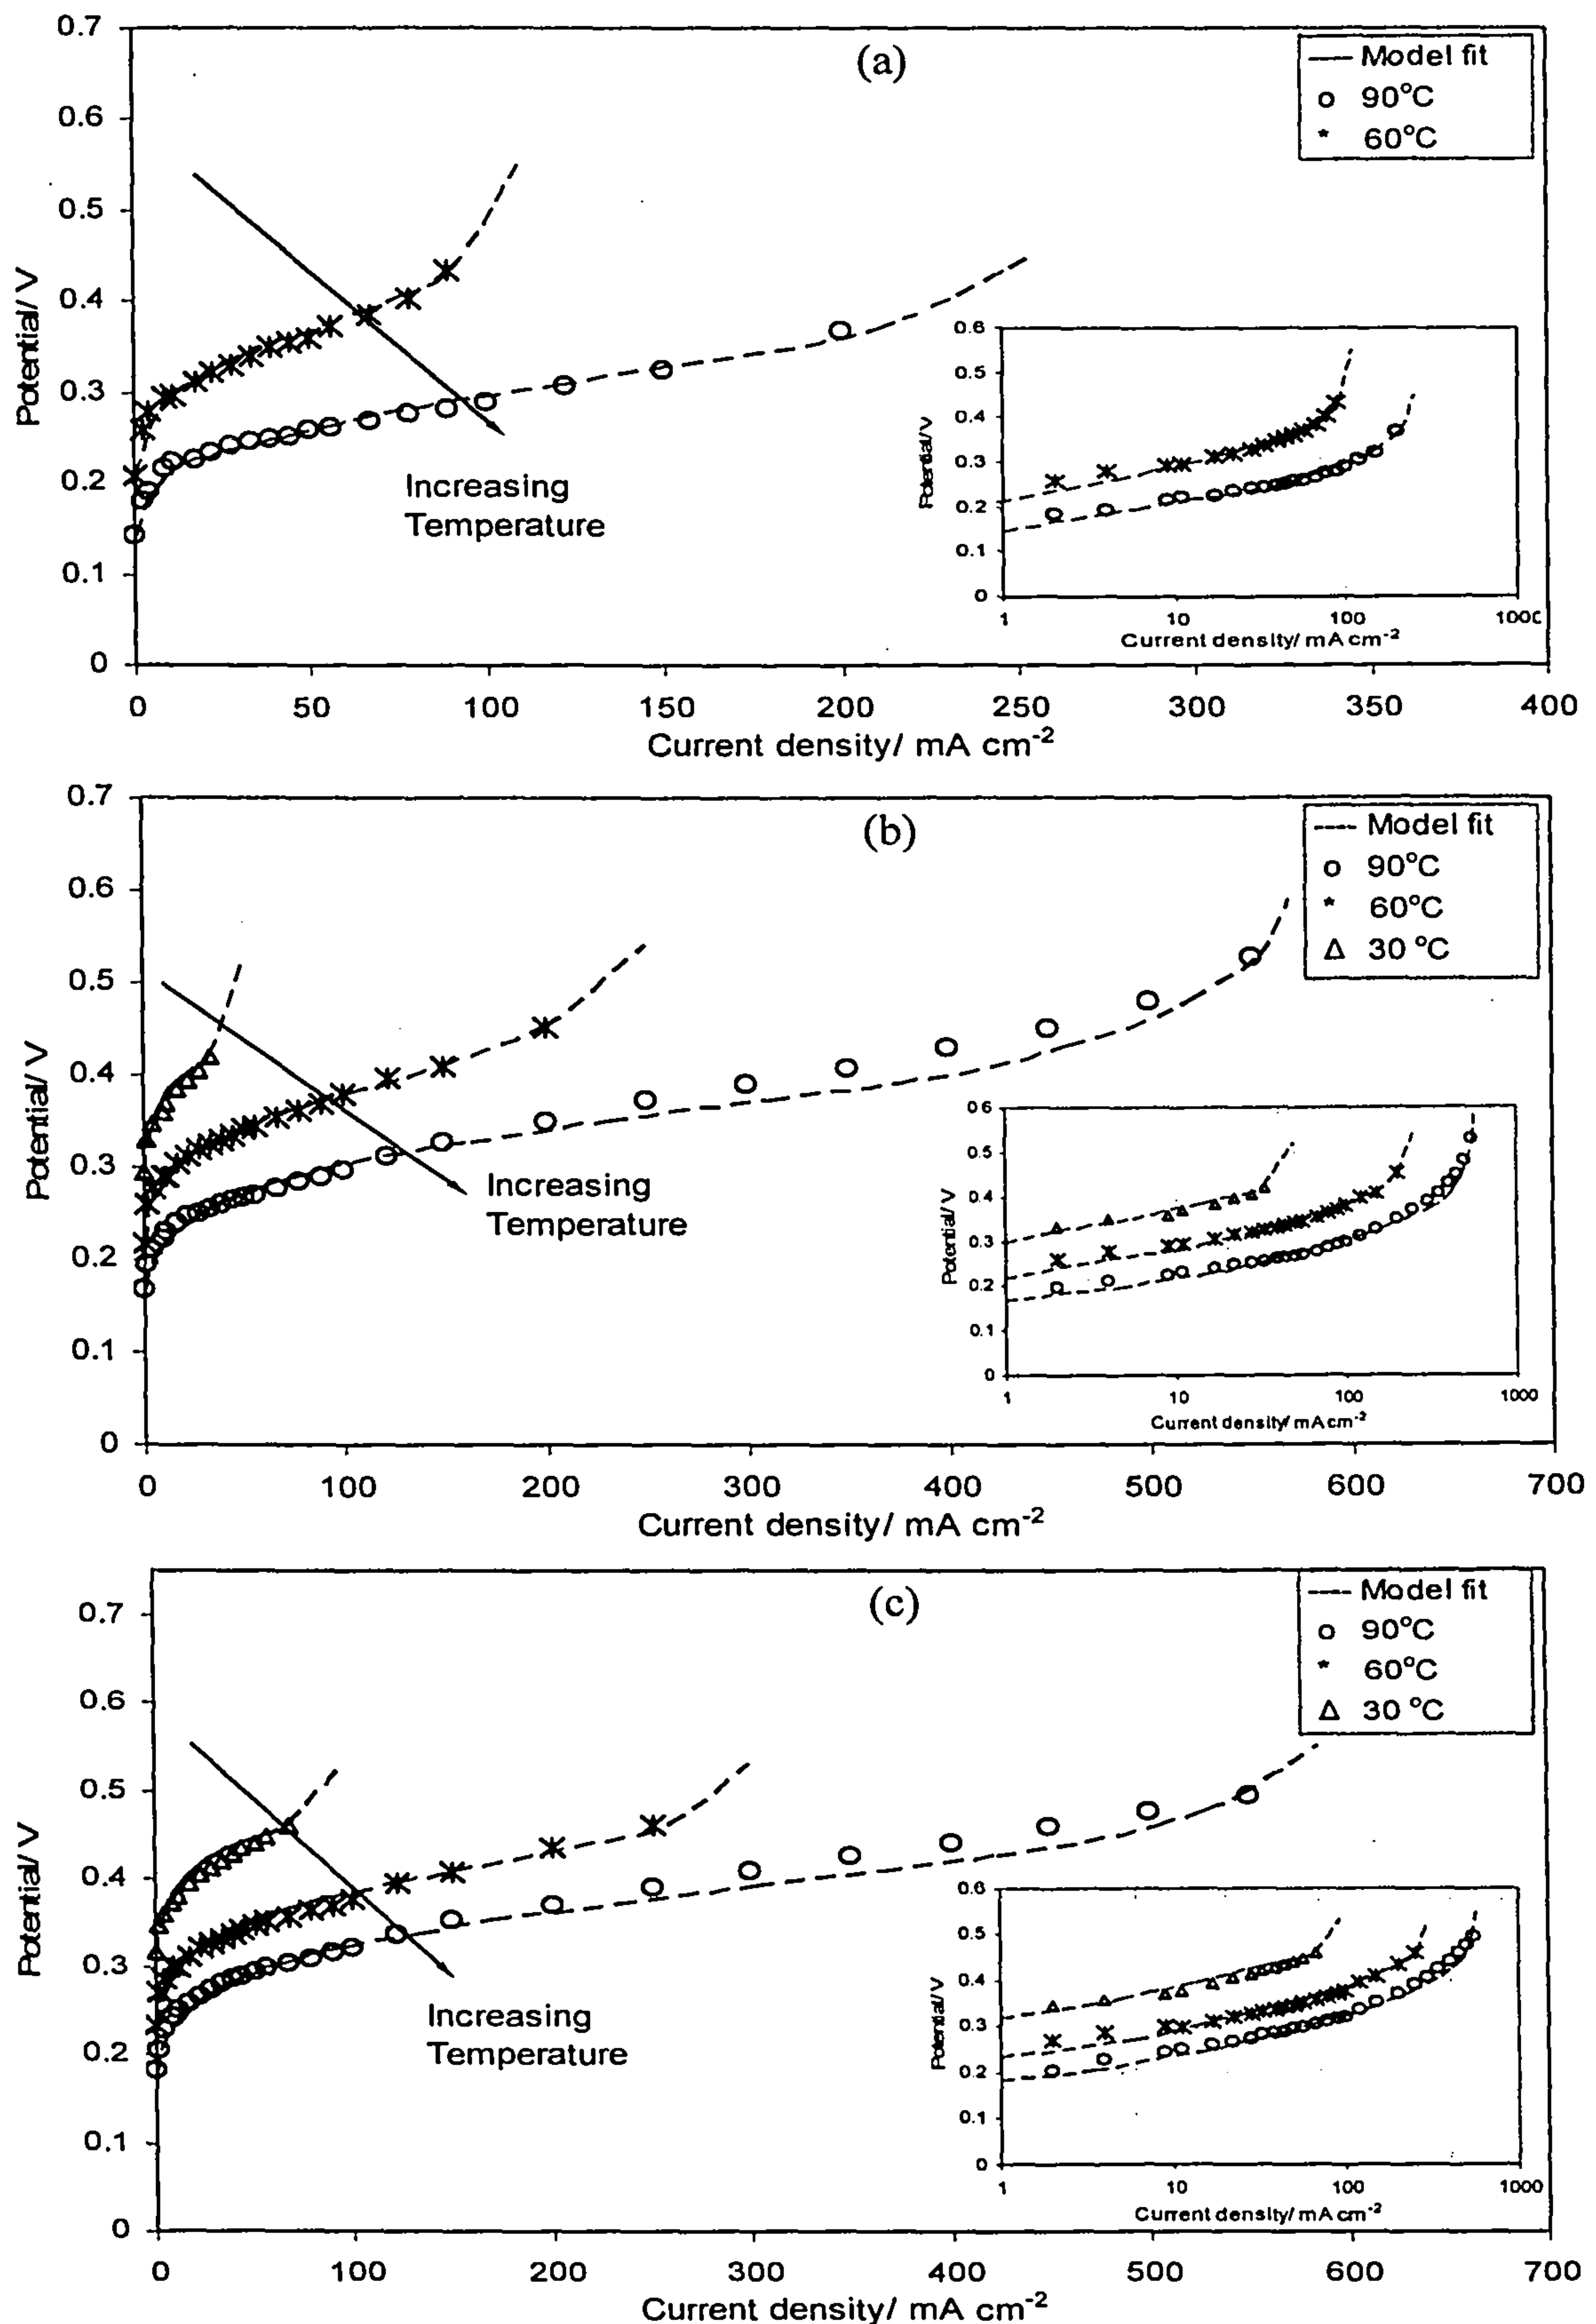 (a)
Model fit
90°C
60°C
0.7
0.6
0.5
0.4
0.3
0.2
0.1
0
Potential/ V
Increasing
Temperature
0.6
0.5
0.4
0.3
0.2
0.1
0
Potential/ V
1 10 100 1000
Current density/ mA cm-2
0 50 100 150 200 250 300 350 400
Current density/ mA cm-2
(b)
Model fit
90°C
60°C
30 °C
0.7
0.6
0.5
0.4
0.3
0.2
0.1
0
Potential/ V
Increasing
Temperature
0.6
0.5
0.4
0.3
0.2
0.1
0
Potential/ V
1 10 100 1000
Current density/ mA cm-2
0 100 200 300 400 500 600 700
Current density/ mA cm-2
(c)
Model fit
90°C
60°C
30 °C
0.7
0.6
0.5
0.4
0.3
0.2
0.1
0
Potential/ V
Increasing
Temperature
0.6
0.5
0.4
0.3
0.2
0.1
0
Potential/ V
1 10 100 1000
Current density/ mA cm-2
0 100 200 300 400 500 600 700
Current density/ mA cm-2